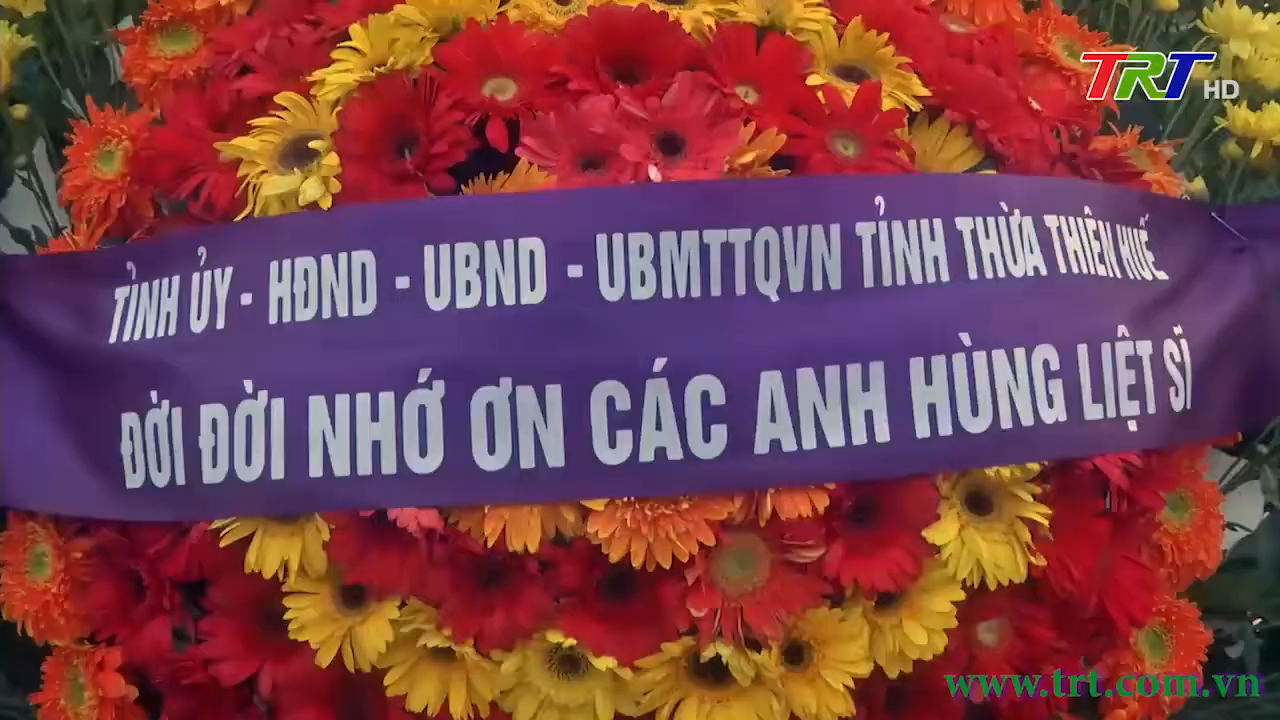 TRT HD
TỈNH ỦY - HĐND - UBND - UBMTTQVN TỈNH THỪA THIÊN HUẾ
ĐỜI ĐỜI NHỚ ƠN CÁC ANH HÙNG LIỆT SĨ
www.trt.com.vn